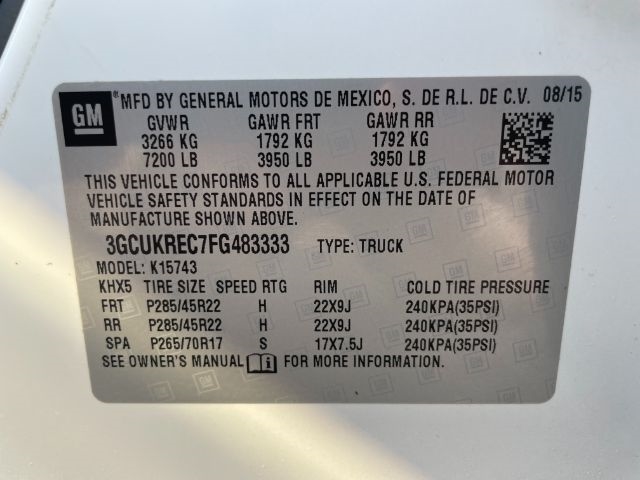 GM ® MFD BY GENERAL MOTORS DE MEXICO, S. DE R.L. DE C.V. 08/15
GVWR GAWR FRT GAWR RR
3266 KG 1792 KG 1792 KG
7200 LB 3950 LB 3950 LB
THIS VEHICLE CONFORMS TO ALL APPLICABLE U.S. FEDERAL MOTOR
VEHICLE SAFETY STANDARDS IN EFFECT ON THE DATE OF
MANUFACTURE SHOWN ABOVE.
3GCUKREC7FG483333 TYPE: TRUCK
MODEL: K15743
KHX5 TIRE SIZE SPEED RTG RIM COLD TIRE PRESSURE
FRT P285/45R22 H 22X9J 240KPA(35PSI)
RR P285/45R22 H 22X9J 240KPA(35PSI)
SPA P265/70R17 S 17X7.5J 240KPA(35PSI)
SEE OWNER'S MANUAL FOR MORE INFORMATION.